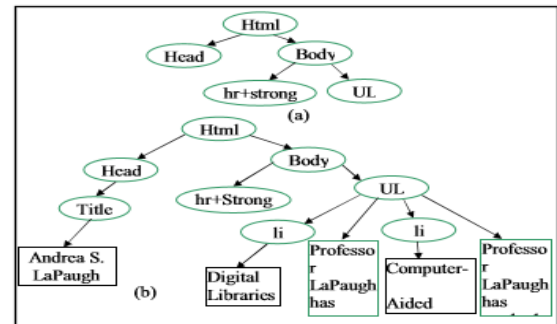 Html
Head
Body
hr+strong
UL
(a)
Html
Head
Body
Title
hr+Strong
UL
li
li
Andrea S.
LaPaugh
(b)
Digital
Libraries
Professo
r
LaPaugh
has
Computer-
Aided
Professo
r
LaPaugh
has